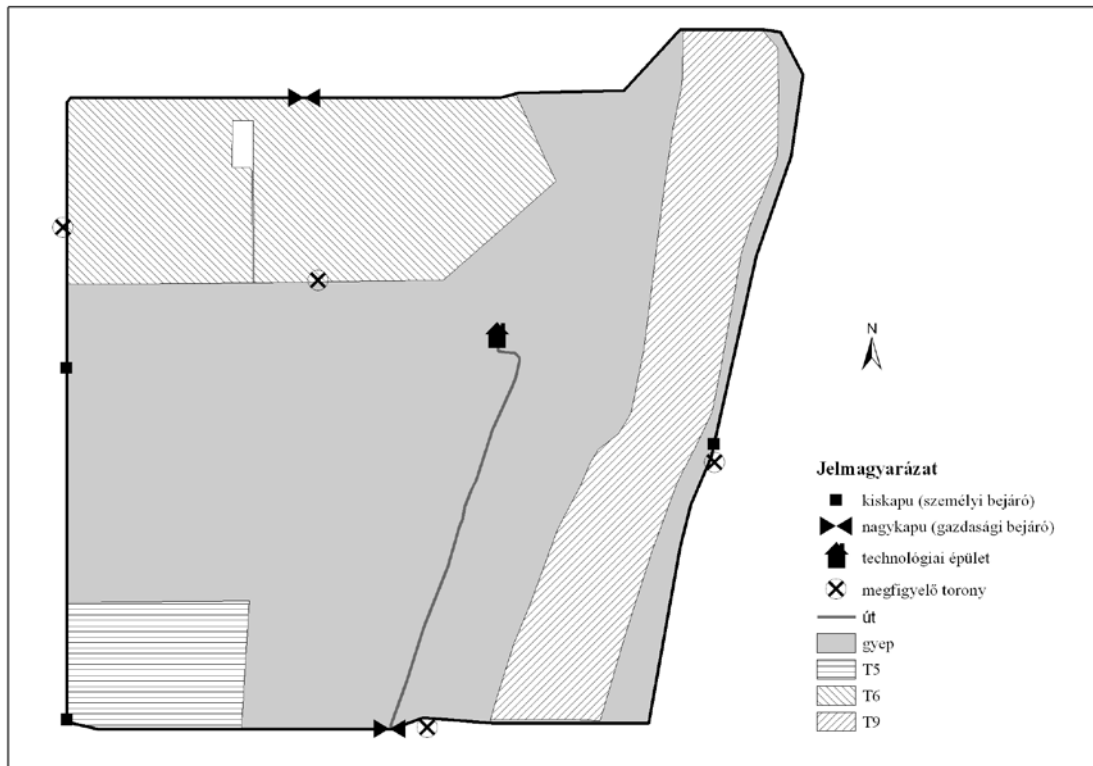 N
Jelmagyarázat
kiskapu (személyi bejáró)
nagykapu (gazdasági bejáró)
technológiai épület
megfigyelő torony
út
gyep
T5
T6
T9